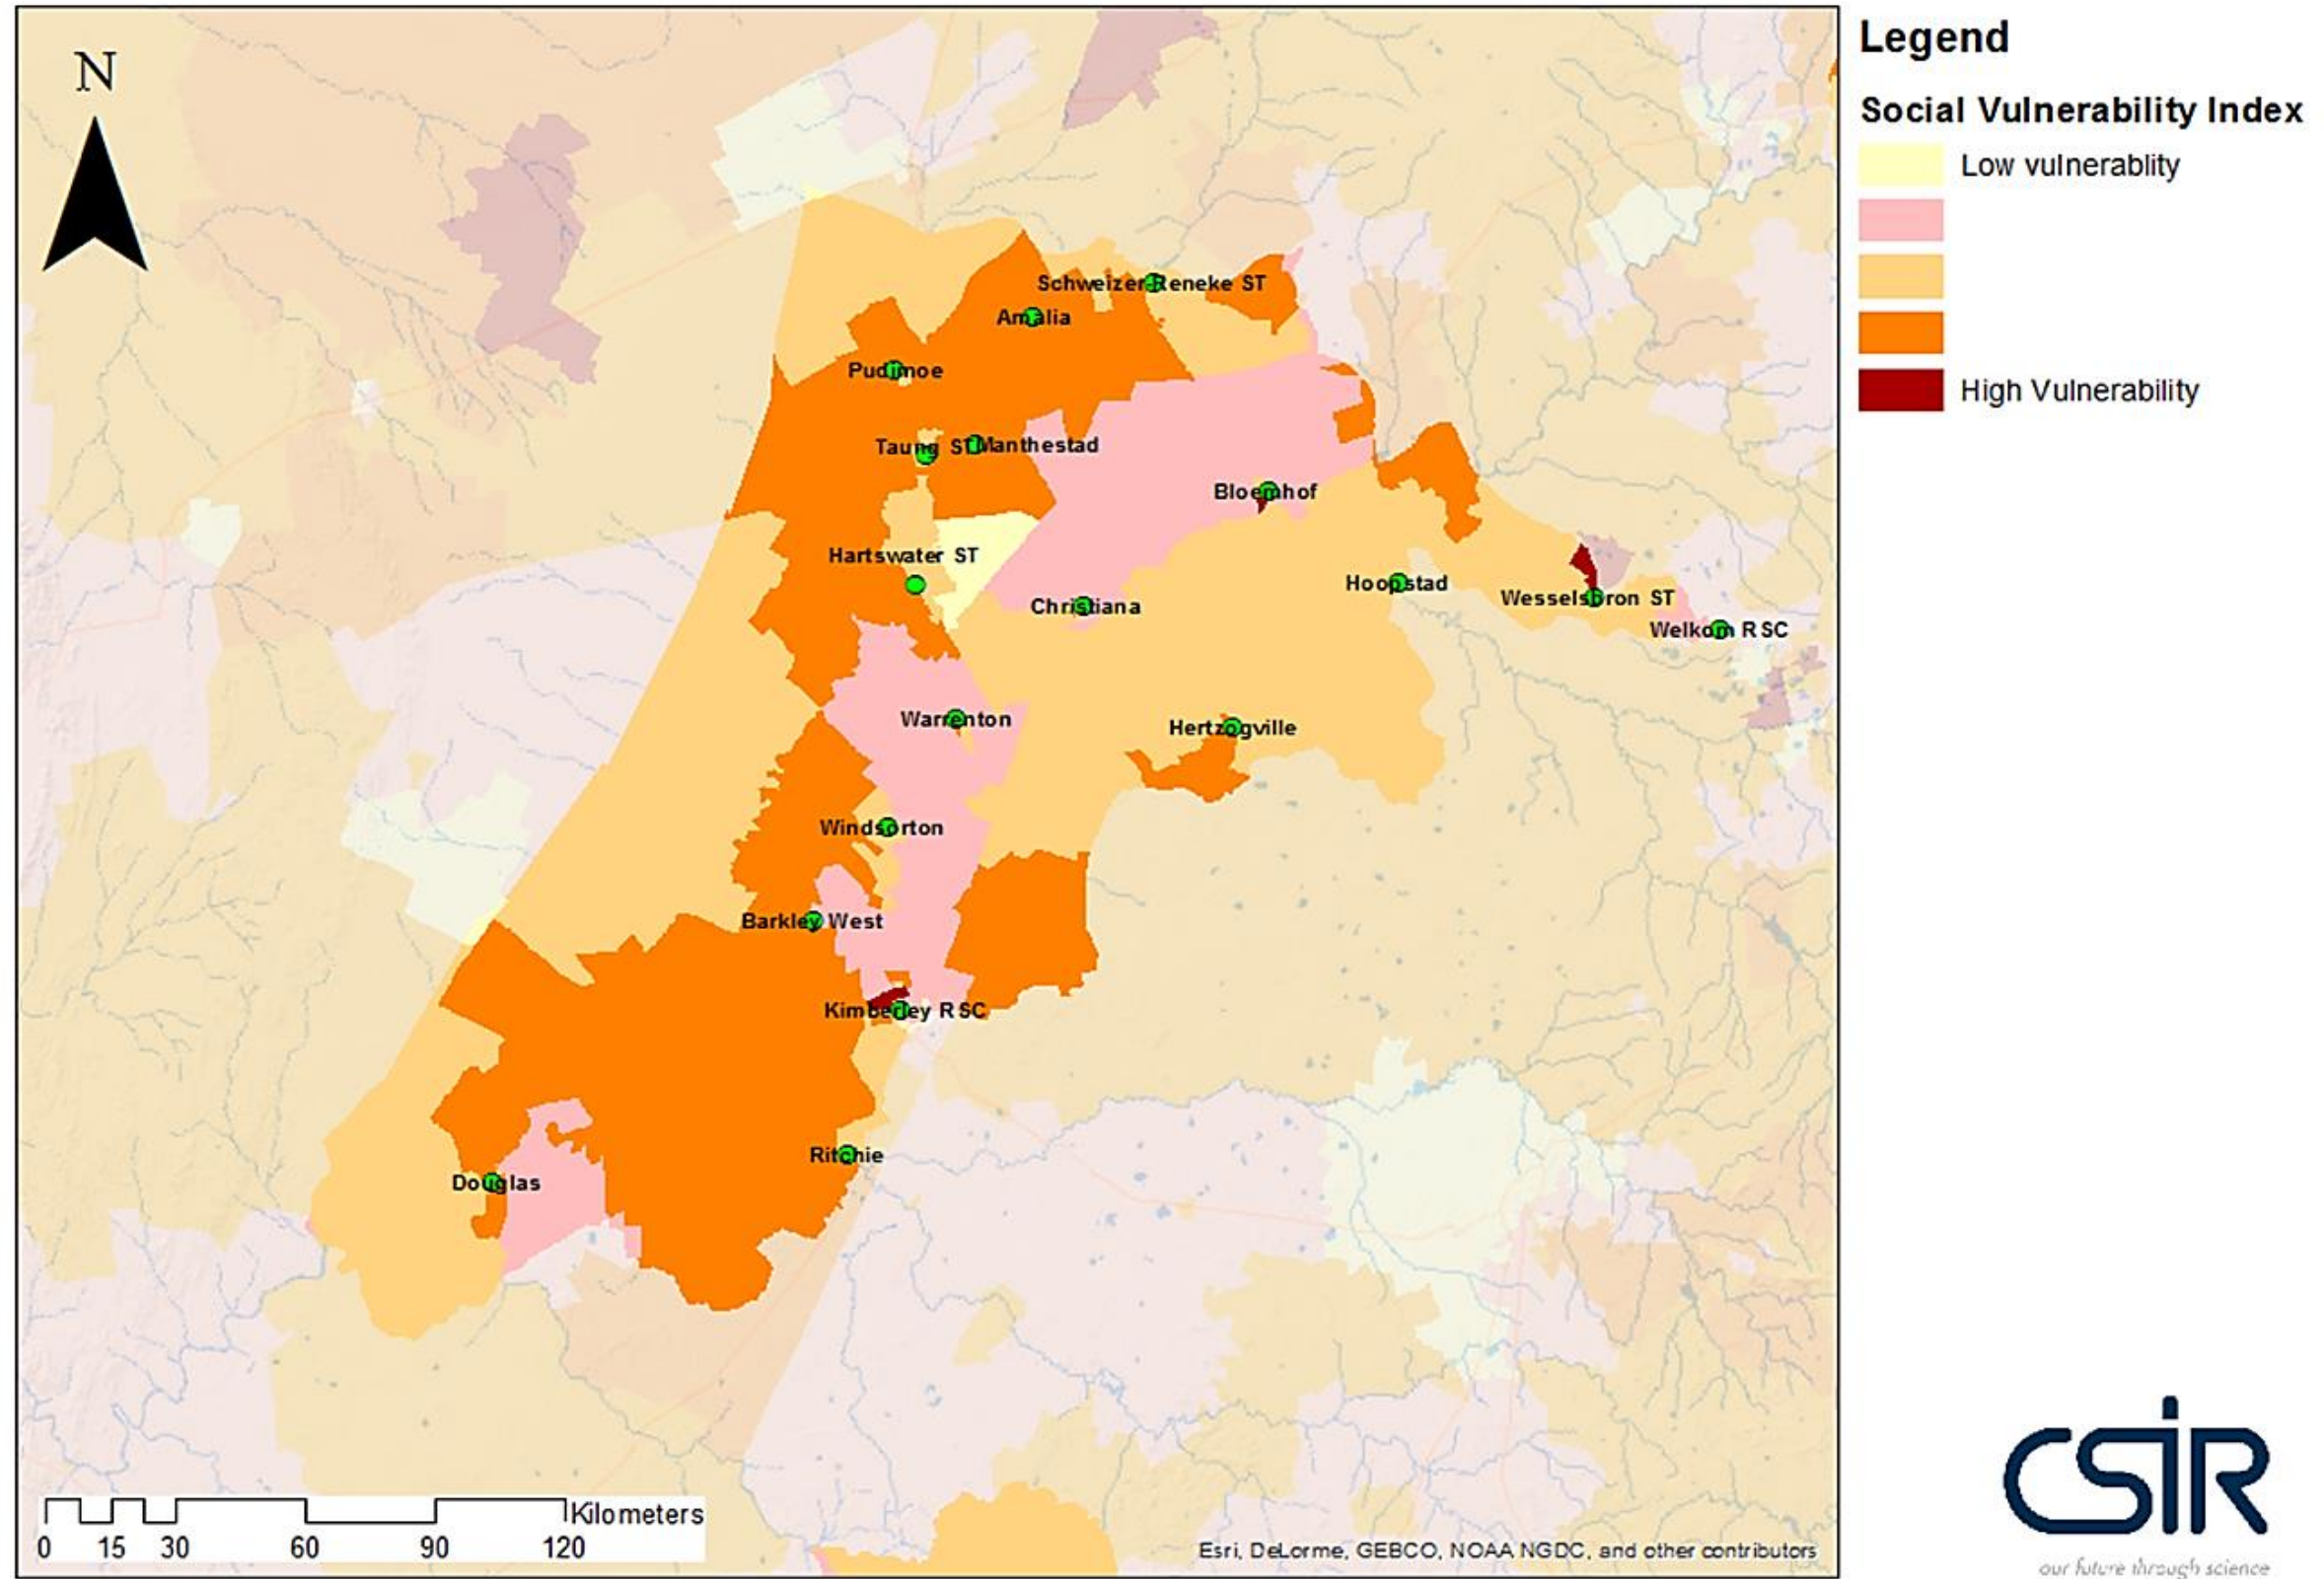 N
Schweizer-Reneke ST
Amalia
Pudimoe
Taung ST
Manthestad
Bloemhof
Hartswater ST
Hoopstad
Wesselsbron ST
Christiana
Welkom RSC
Warrenton
Hertzogville
Windsorton
Barkley West
Kimberley RSC
Ritchie
Douglas
Kilometers
0 15 30 60 90 120
Esri, DeLorme, GEBCO, NOAA NGDC, and other contributors
Legend
Social Vulnerability Index
Low vulnerablity
High Vulnerability
CSIR
our future through science